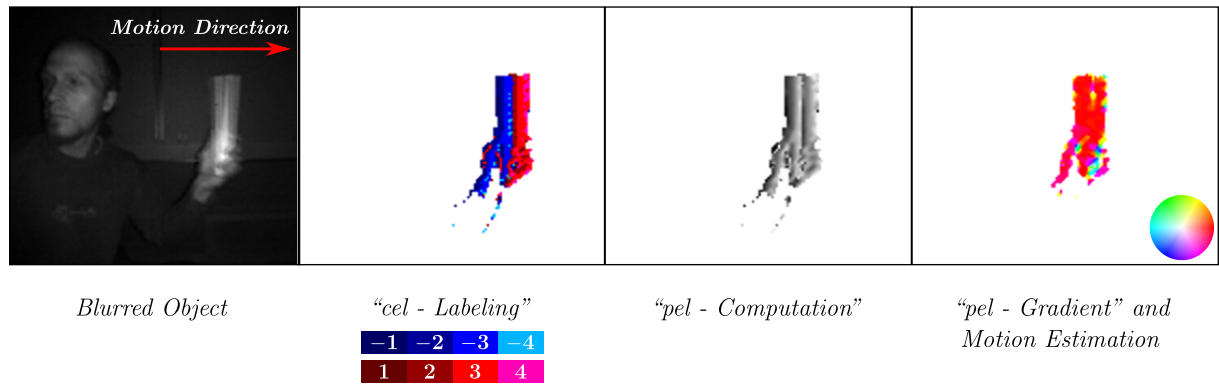 Motion Direction
Blurred Object
“cel - Labeling”
−1 −2 −3 −4
1 2 3 4
“pel - Computation”
“pel - Gradient” and
Motion Estimation